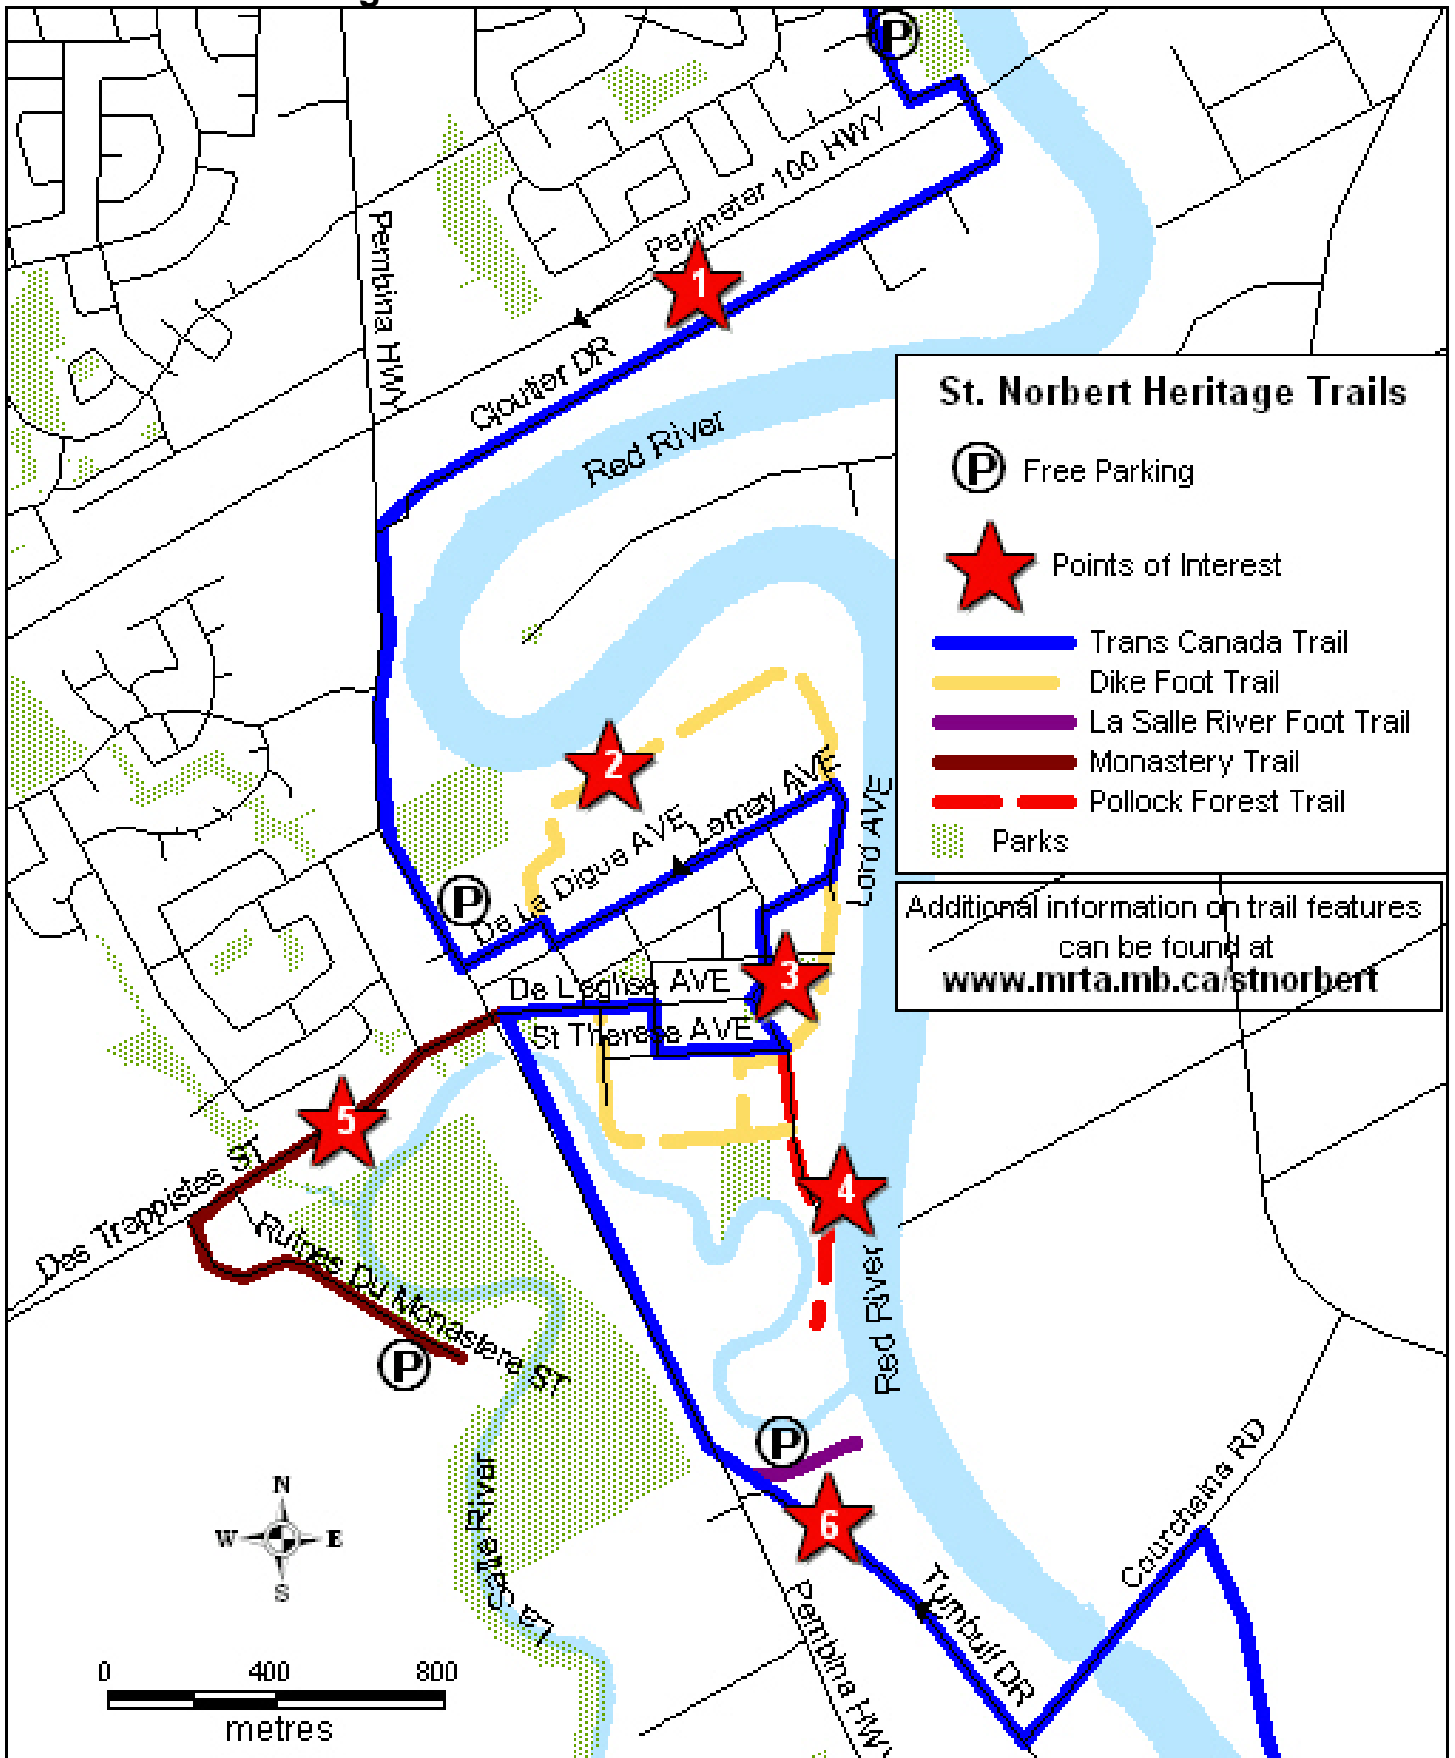 P
Perimeter 100 HWY
Pembina HWY
1
Cloutier DR
Red River
St. Norbert Heritage Trails
P Free Parking
Points of Interest
Trans Canada Trail
Dike Foot Trail
La Salle River Foot Trail
Monastery Trail
Pollock Forest Trail
Parks
Additional information on trail features
can be found at
www.mrta.mb.ca/stnorbert
2
Lemay AVE
Lord AVE
De La Digue AVE
P
3
De L'eglise AVE
St Therese AVE
5
4
Des Trappistes ST
Ruines Du Monastere ST
P
Red River
P
6
La Salle River
Courchaine RD
Turnbull DR
Pembina HWY
N
W E
S
0 400 800
metres